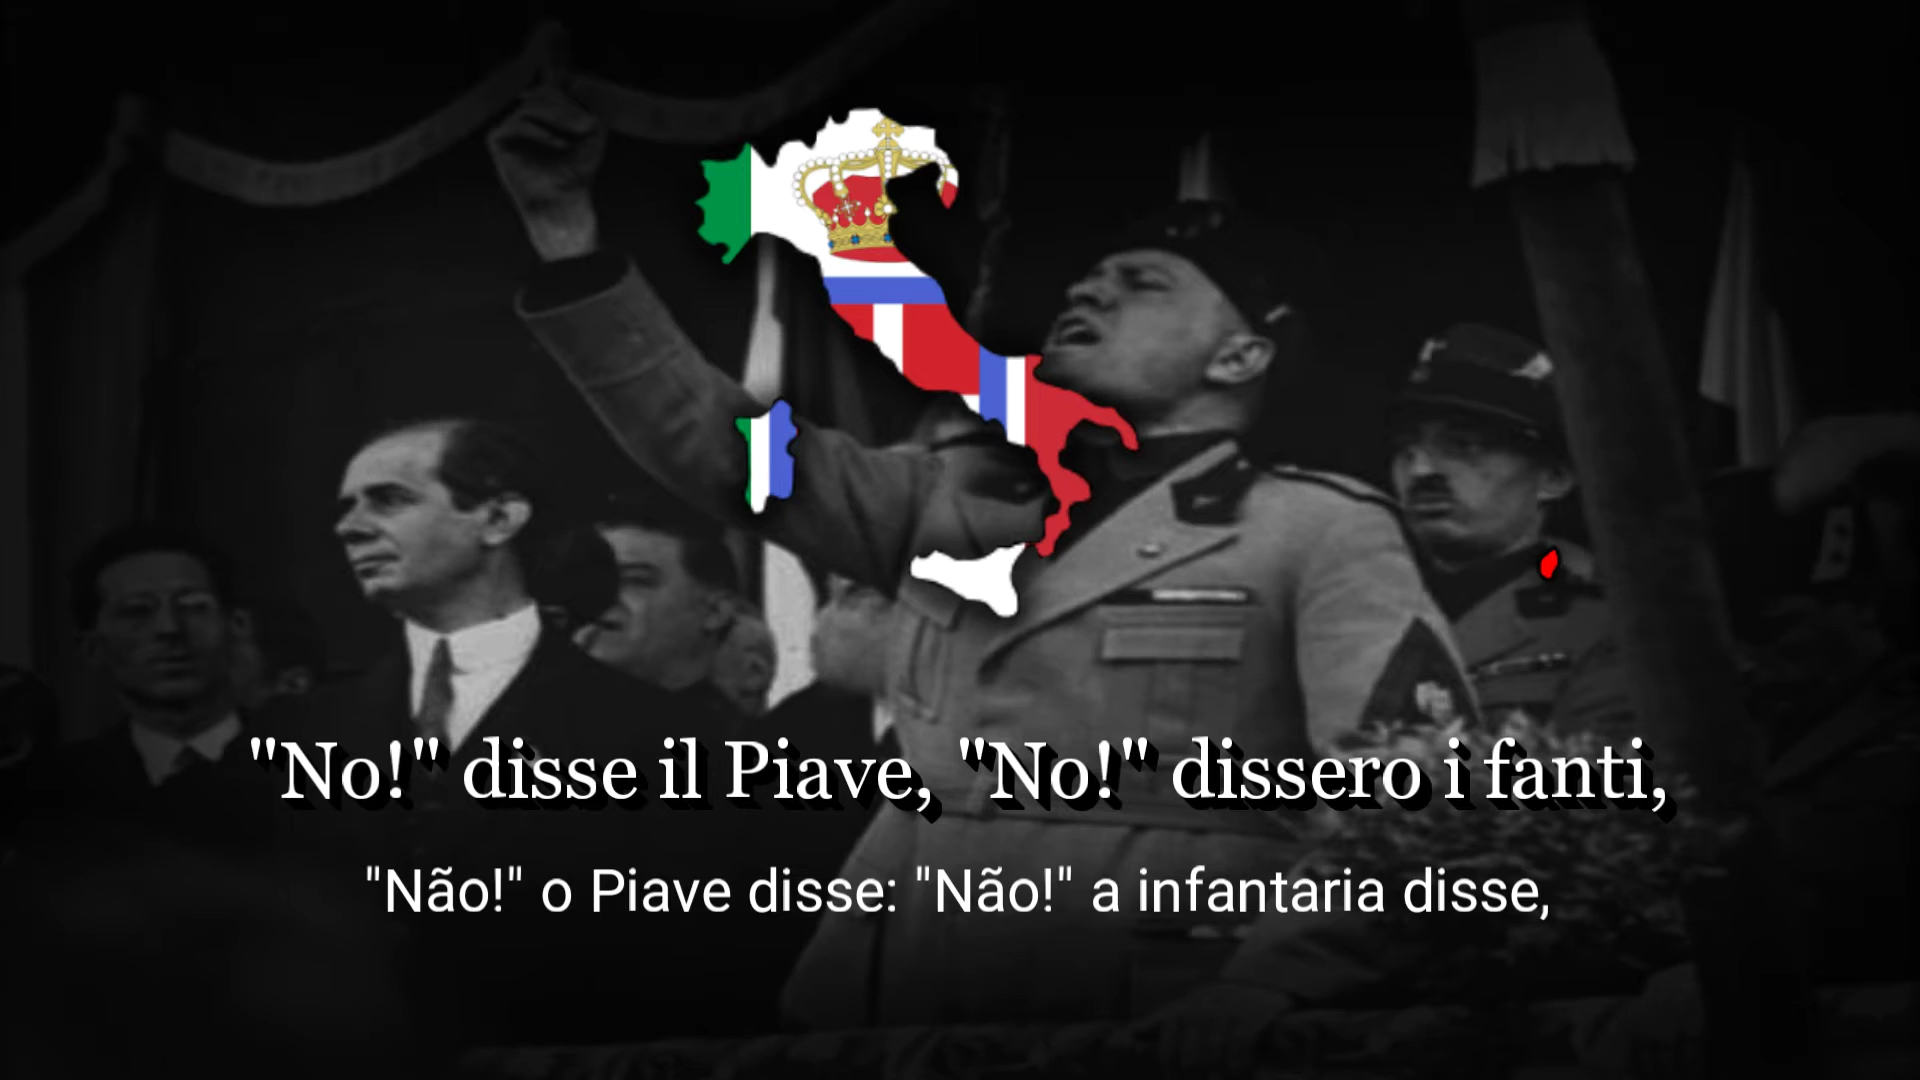 "No!" disse il Piave, "No!" dissero i fanti,
"Não!" o Piave disse: "Não!" a infantaria disse,